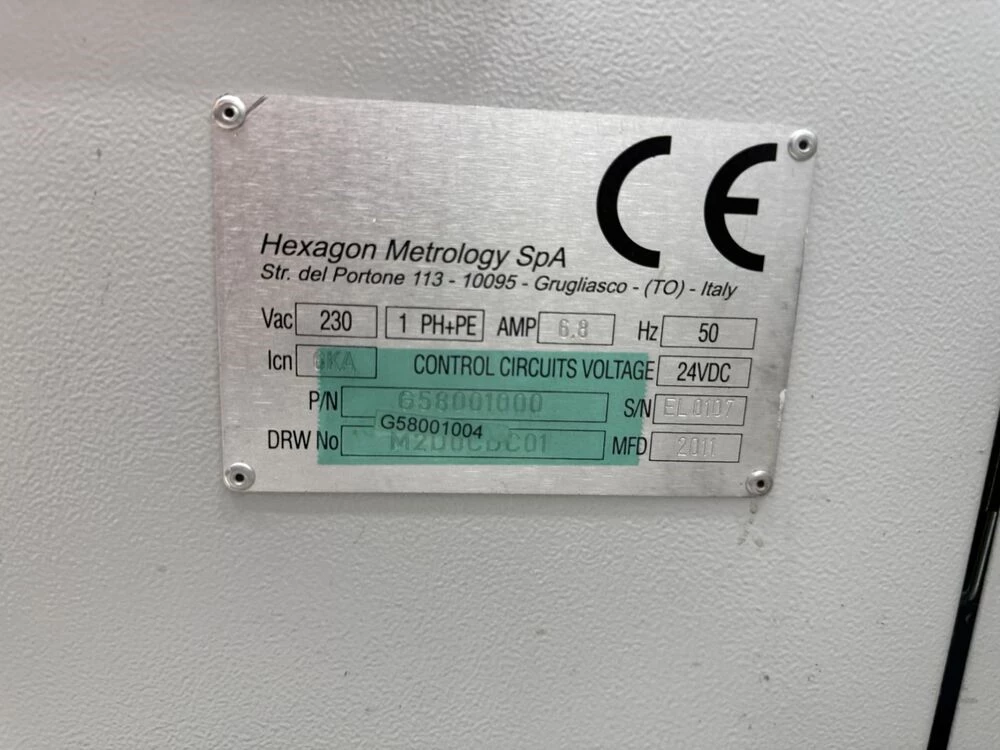 CE
Hexagon Metrology SpA
Str. del Portone 113 - 10095 - Grugliasco - (TO) - Italy
Vac 230 1 PH+PE AMP 6.8 Hz 50
Icn 6KA CONTROL CIRCUITS VOLTAGE 24VDC
P/N G58001000 S/N EL0107
G58001004
DRW No MFD 2011